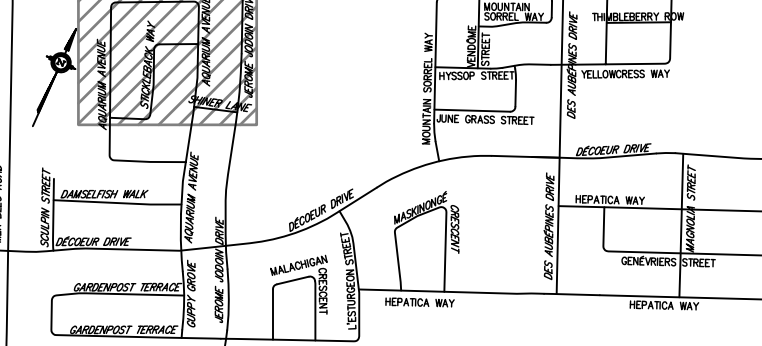 MOUNTAIN
SORREL WAY
THIMBLEBERRY ROW
AQUARIUM AVENUE
STICKLEBACK WAY
AQUARIUM AVENUE
JEROME JODOIN DRIVE
VENDÔME
STREET
DES AUBÉPINES DRIVE
N
MOUNTAIN SORREL WAY
HYSSOP STREET
YELLOWCRESS WAY
SHINER LANE
JUNE GRASS STREET
DÉCOEUR DRIVE
SCULPIN STREET
DAMSELFISH WALK
AQUARIUM AVENUE
JEROME JODOIN DRIVE
DÉCOEUR DRIVE
MASKINONGÉ
CRESCENT
DES AUBÉPINES DRIVE
HEPATICA WAY
MAGNOLIA STREET
DÉCOEUR DRIVE
GENÉVRIERS STREET
MALACHIGAN
CRESCENT
L'ESTURGEON STREET
GARDENPOST TERRACE
GUPPY GROVE
HEPATICA WAY
HEPATICA WAY
GARDENPOST TERRACE